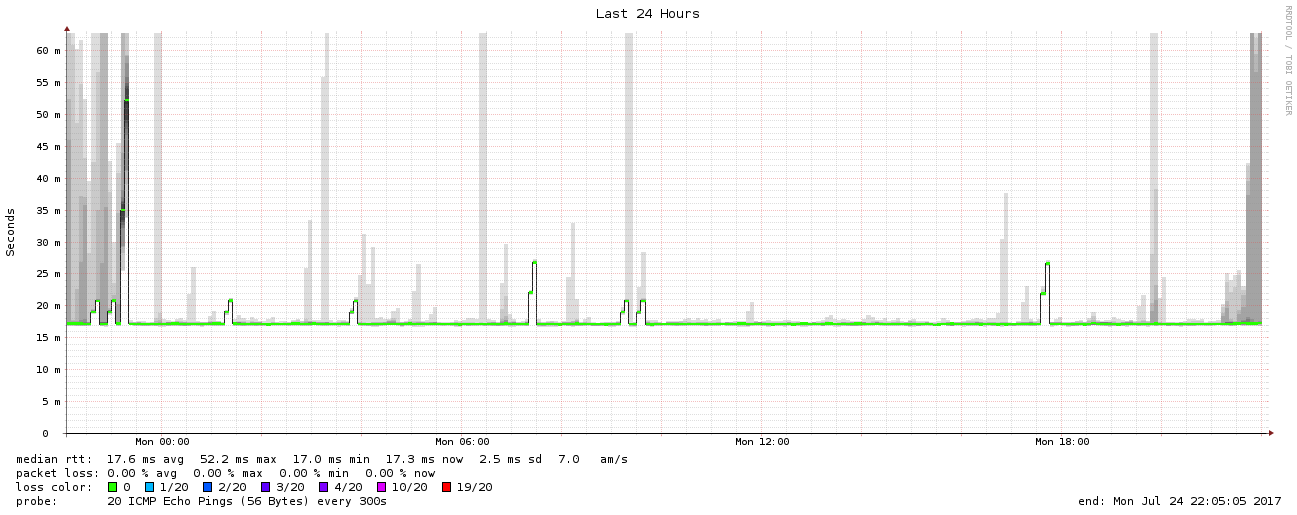 Last 24 Hours
RRDTOOL / TOBI OETIKER
Seconds
60 m
55 m
50 m
45 m
40 m
35 m
30 m
25 m
20 m
15 m
10 m
5 m
0
Mon 00:00 Mon 06:00 Mon 12:00 Mon 18:00
median rtt: 17.6 ms avg 52.2 ms max 17.0 ms min 17.3 ms now 2.5 ms sd 7.0 am/s
packet loss: 0.00 % avg 0.00 % max 0.00 % min 0.00 % now
loss color: 0 1/20 2/20 3/20 4/20 10/20 19/20
probe: 20 ICMP Echo Pings (56 Bytes) every 300s end: Mon Jul 24 22:05:05 2017